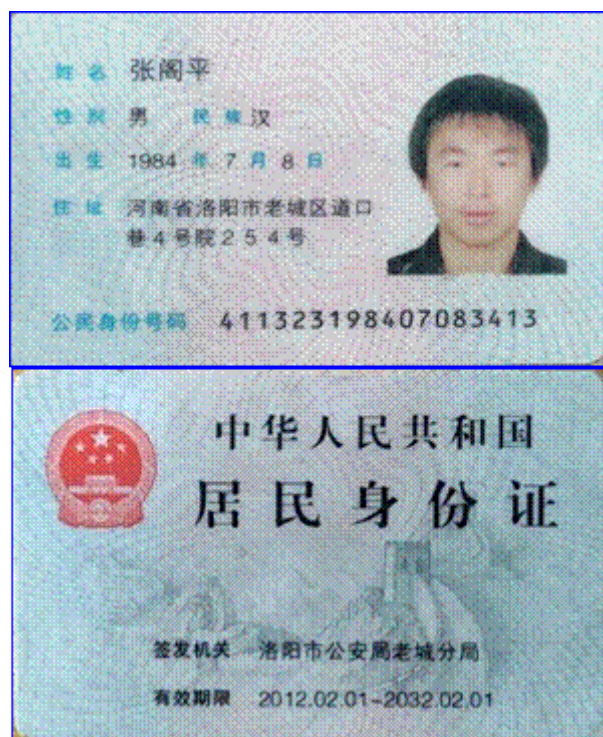 姓名 张阁平
性别 男 民族 汉
出生 1984 年 7 月 8 日
住址 河南省洛阳市老城区道口
巷4号院254号
公民身份号码 411323198407083413
中华人民共和国
居民身份证
签发机关 洛阳市公安局老城分局
有效期限 2012.02.01-2032.02.01